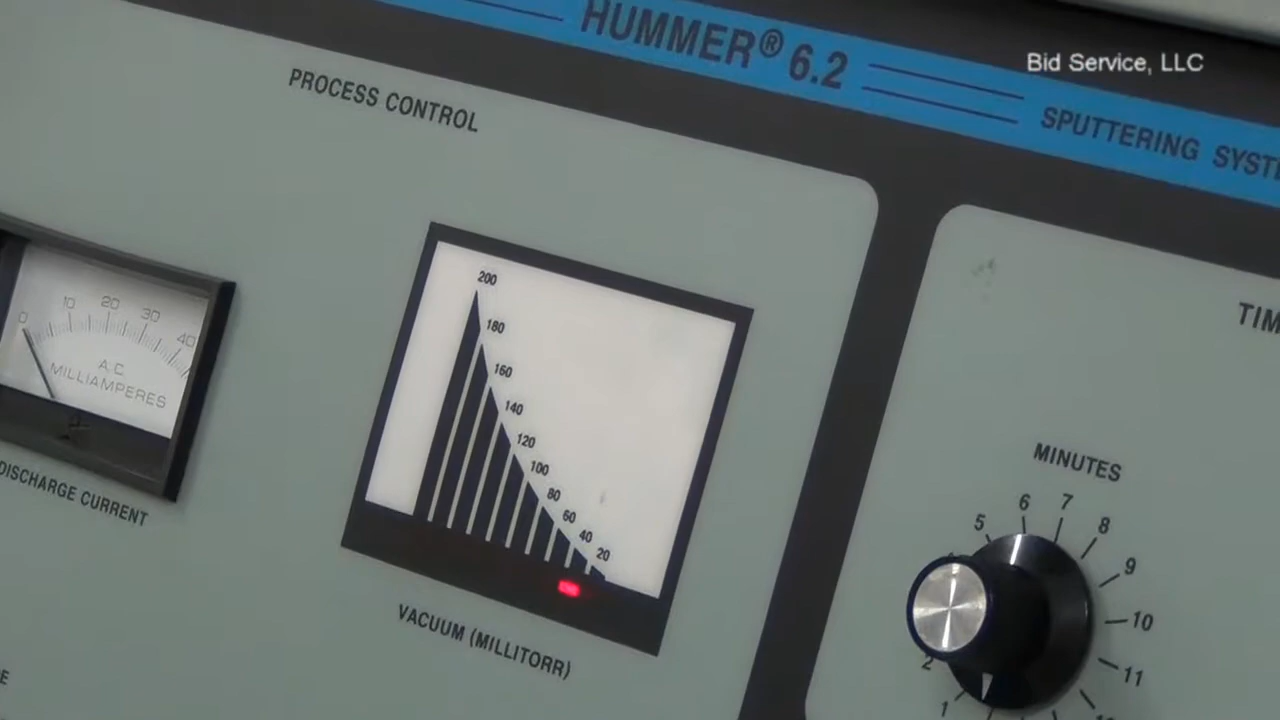 HUMMER® 6.2
Bid Service, LLC
SPUTTERING
PROCESS CONTROL
0 10 20 30 40
A.C.
MILLIAMPERES
DISCHARGE CURRENT
200
180
160
140
120
100
80
60
40
20
VACUUM (MILLITORR)
MINUTES
1 2 5 6 7 8 9 10 11